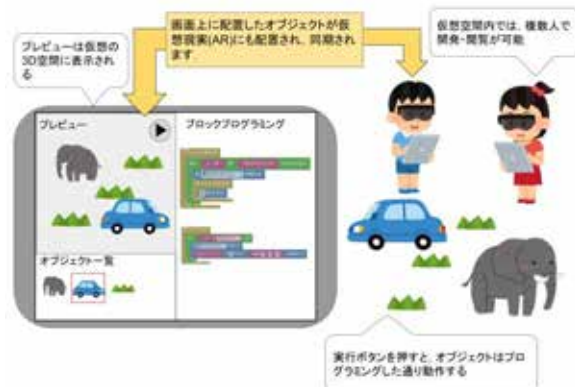 画面上に配置したオブジェクトが仮
想現実(AR)にも配置され、同期され
ます
プレビューは仮想の
3D空間に表示され
る
仮想空間内では、複数人で
開発・閲覧が可能
プレビュー
ブロックプログラミング
オブジェクト一覧
実行ボタンを押すと、オブジェクトはプロ
グラミングした通り動作する